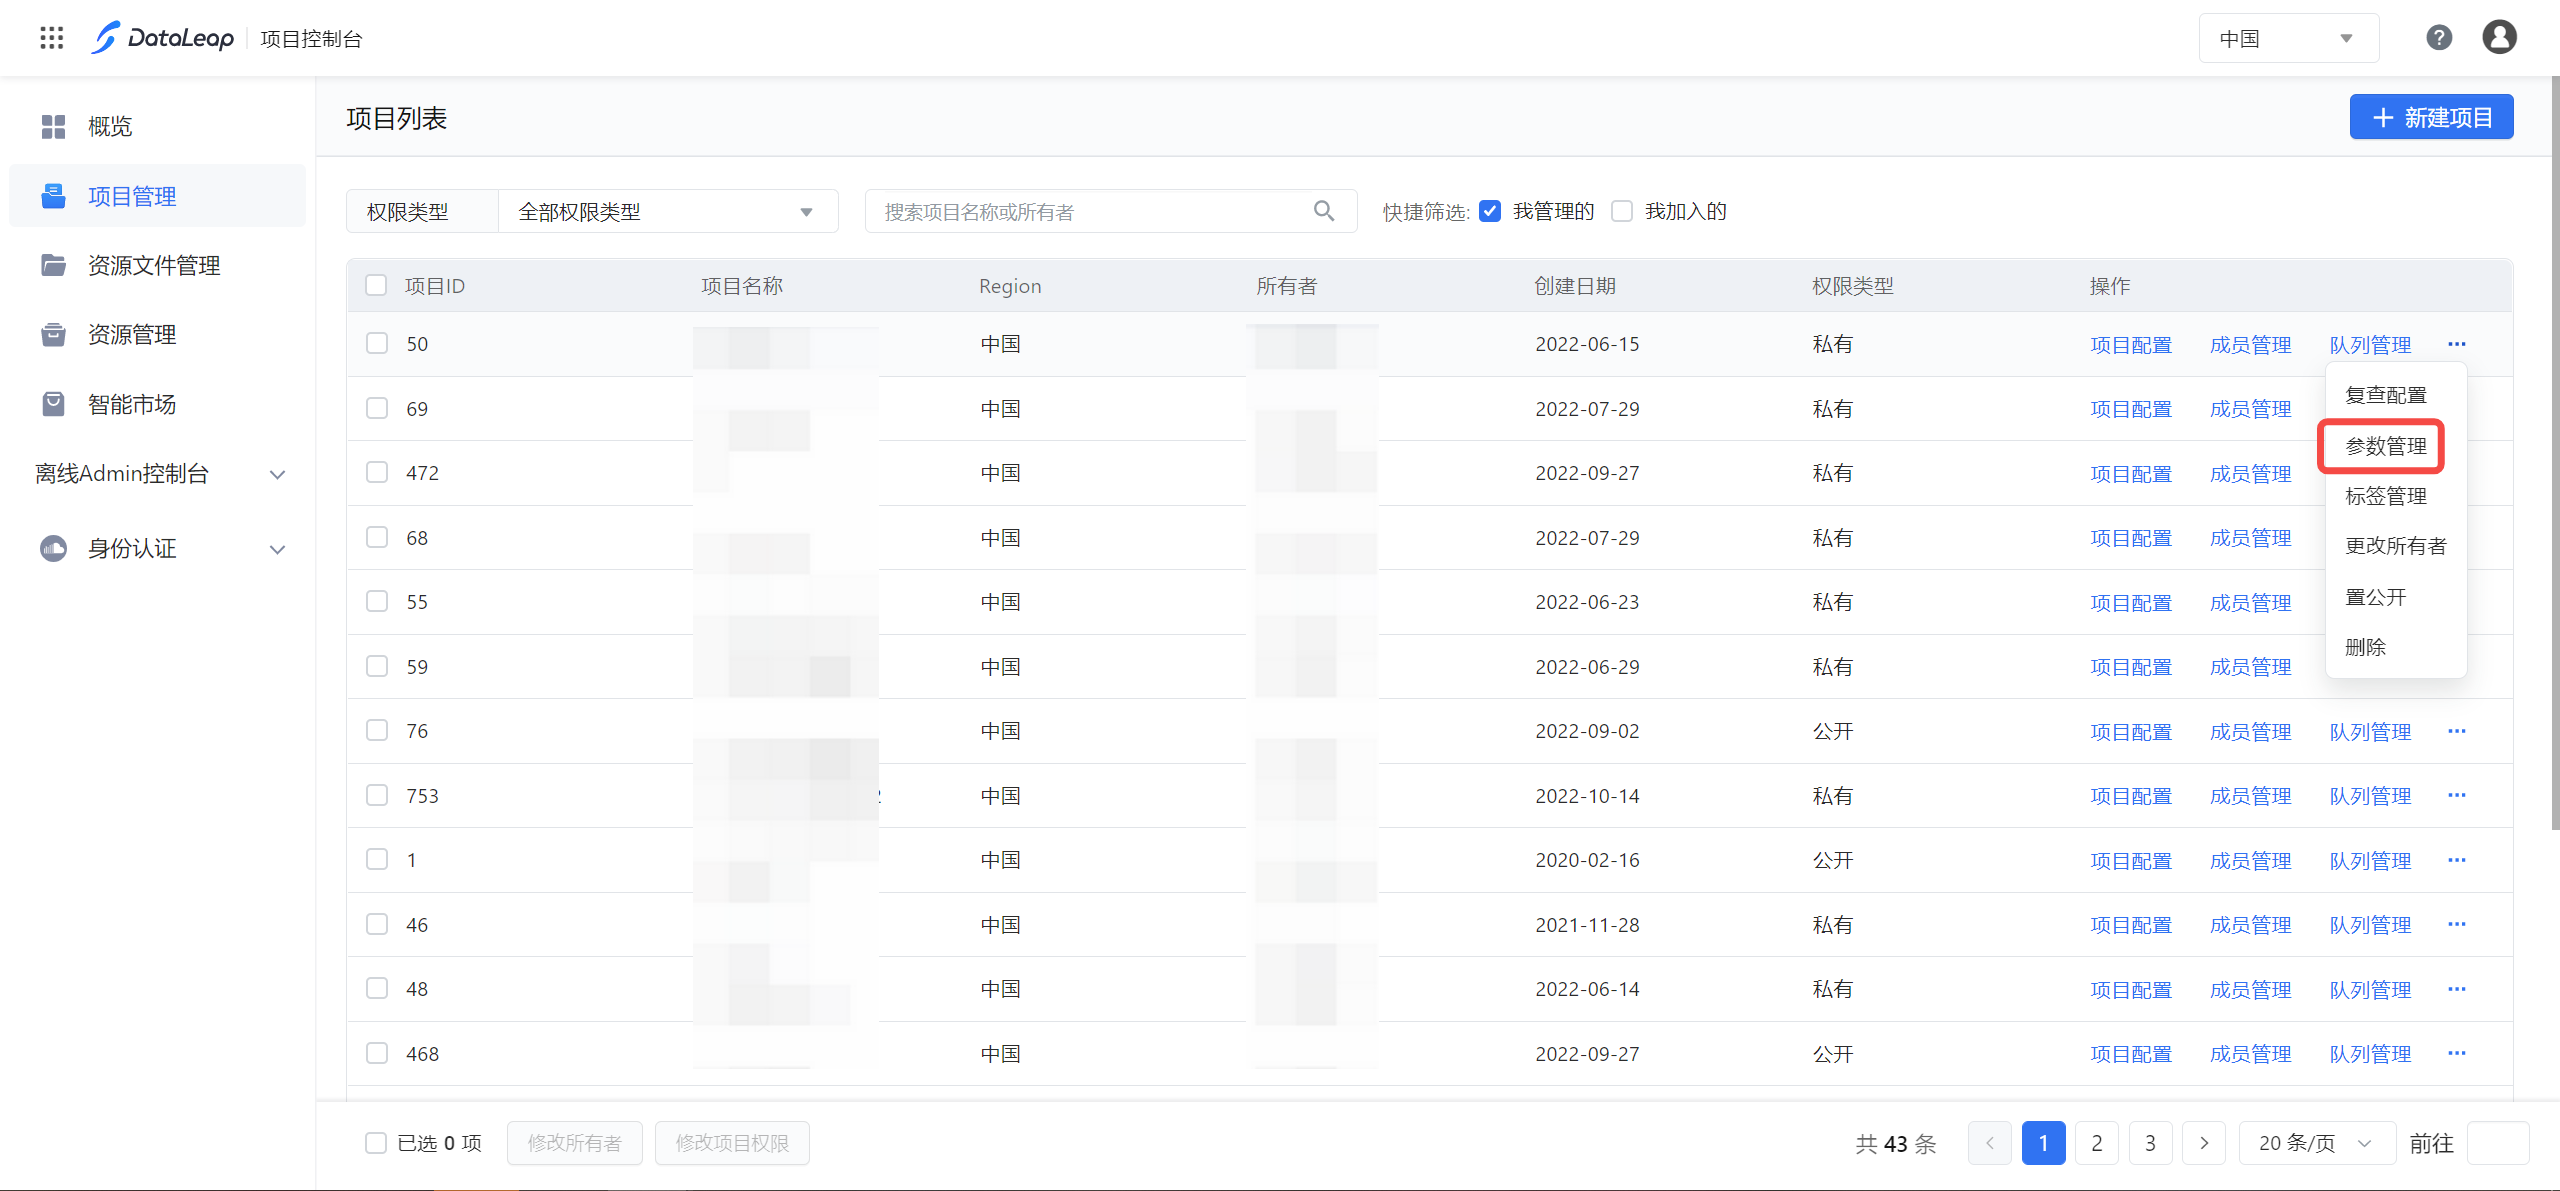 DataLeap 项目控制台 中国
概览
项目管理
资源文件管理
资源管理
智能市场
离线Admin控制台
身份认证
项目列表 新建项目
权限类型 全部权限类型 搜索项目名称或所有者 快捷筛选: 我管理的 我加入的
项目ID 项目名称 Region 所有者 创建日期 权限类型 操作
50 中国 2022-06-15 私有 项目配置 成员管理 队列管理 ···
69 中国 2022-07-29 私有 项目配置 成员管理
472 中国 2022-09-27 私有 项目配置 成员管理
68 中国 2022-07-29 私有 项目配置 成员管理
55 中国 2022-06-23 私有 项目配置 成员管理
59 中国 2022-06-29 私有 项目配置 成员管理
复查配置
参数管理
标签管理
更改所有者
置公开
删除
76 中国 2022-09-02 公开 项目配置 成员管理 队列管理 ···
753 中国 2022-10-14 私有 项目配置 成员管理 队列管理 ···
1 中国 2020-02-16 公开 项目配置 成员管理 队列管理 ···
46 中国 2021-11-28 私有 项目配置 成员管理 队列管理 ···
48 中国 2022-06-14 私有 项目配置 成员管理 队列管理 ···
468 中国 2022-09-27 公开 项目配置 成员管理 队列管理 ···
已选 0 项 修改所有者 修改项目权限 共 43 条 1 2 3 20 条/页 前往